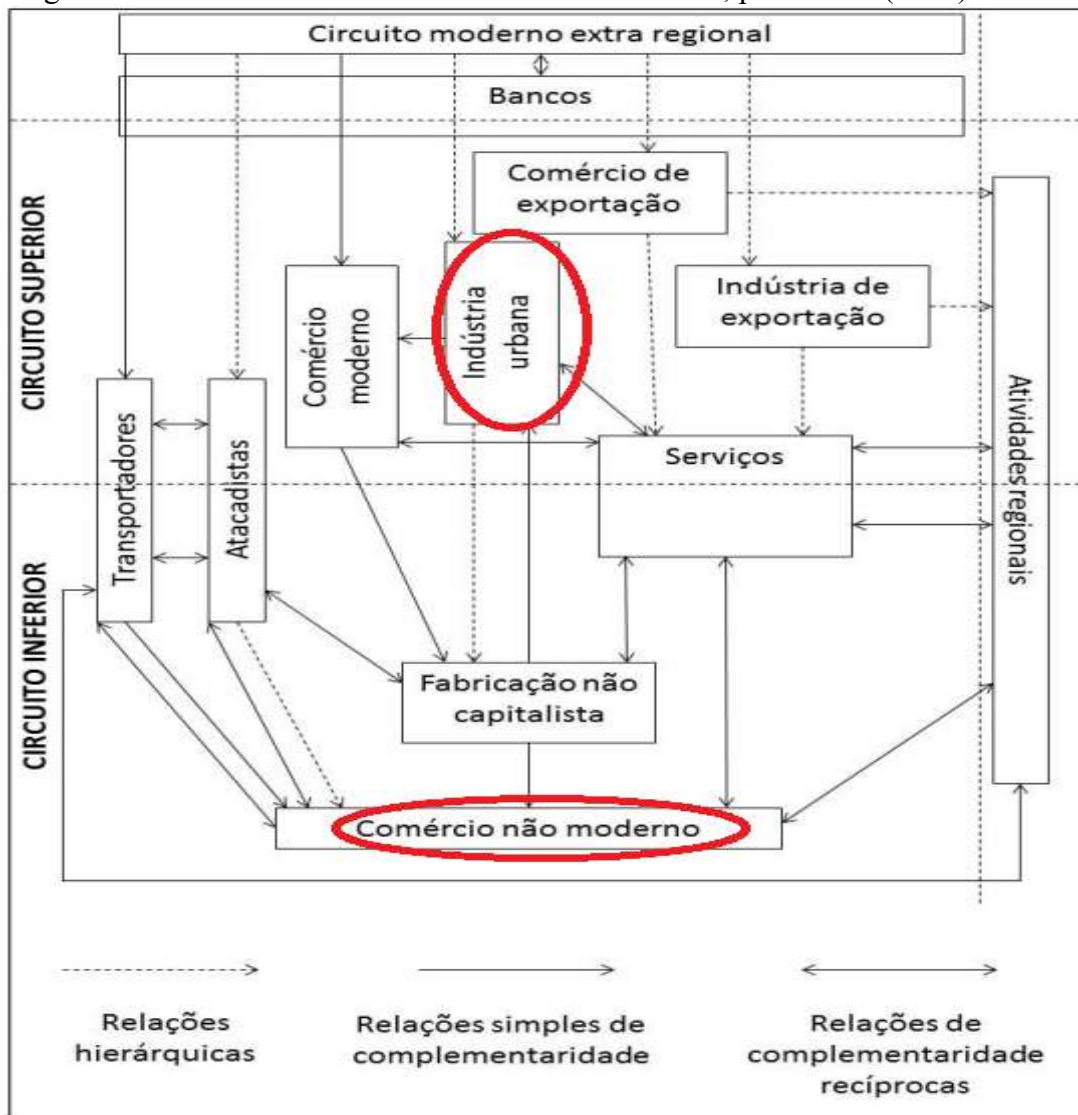 Circuito moderno extra regional
Bancos
CIRCUITO SUPERIOR
Comércio de
exportação
Indústria
urbana
Comércio
moderno
Indústria de
exportação
Transportadores
Atacadistas
Serviços
Atividades regionais
CIRCUITO INFERIOR
Fabricação não
capitalista
Comércio não moderno
Relações
hierárquicas
Relações simples de
complementaridade
Relações de
complementaridade
recíprocas